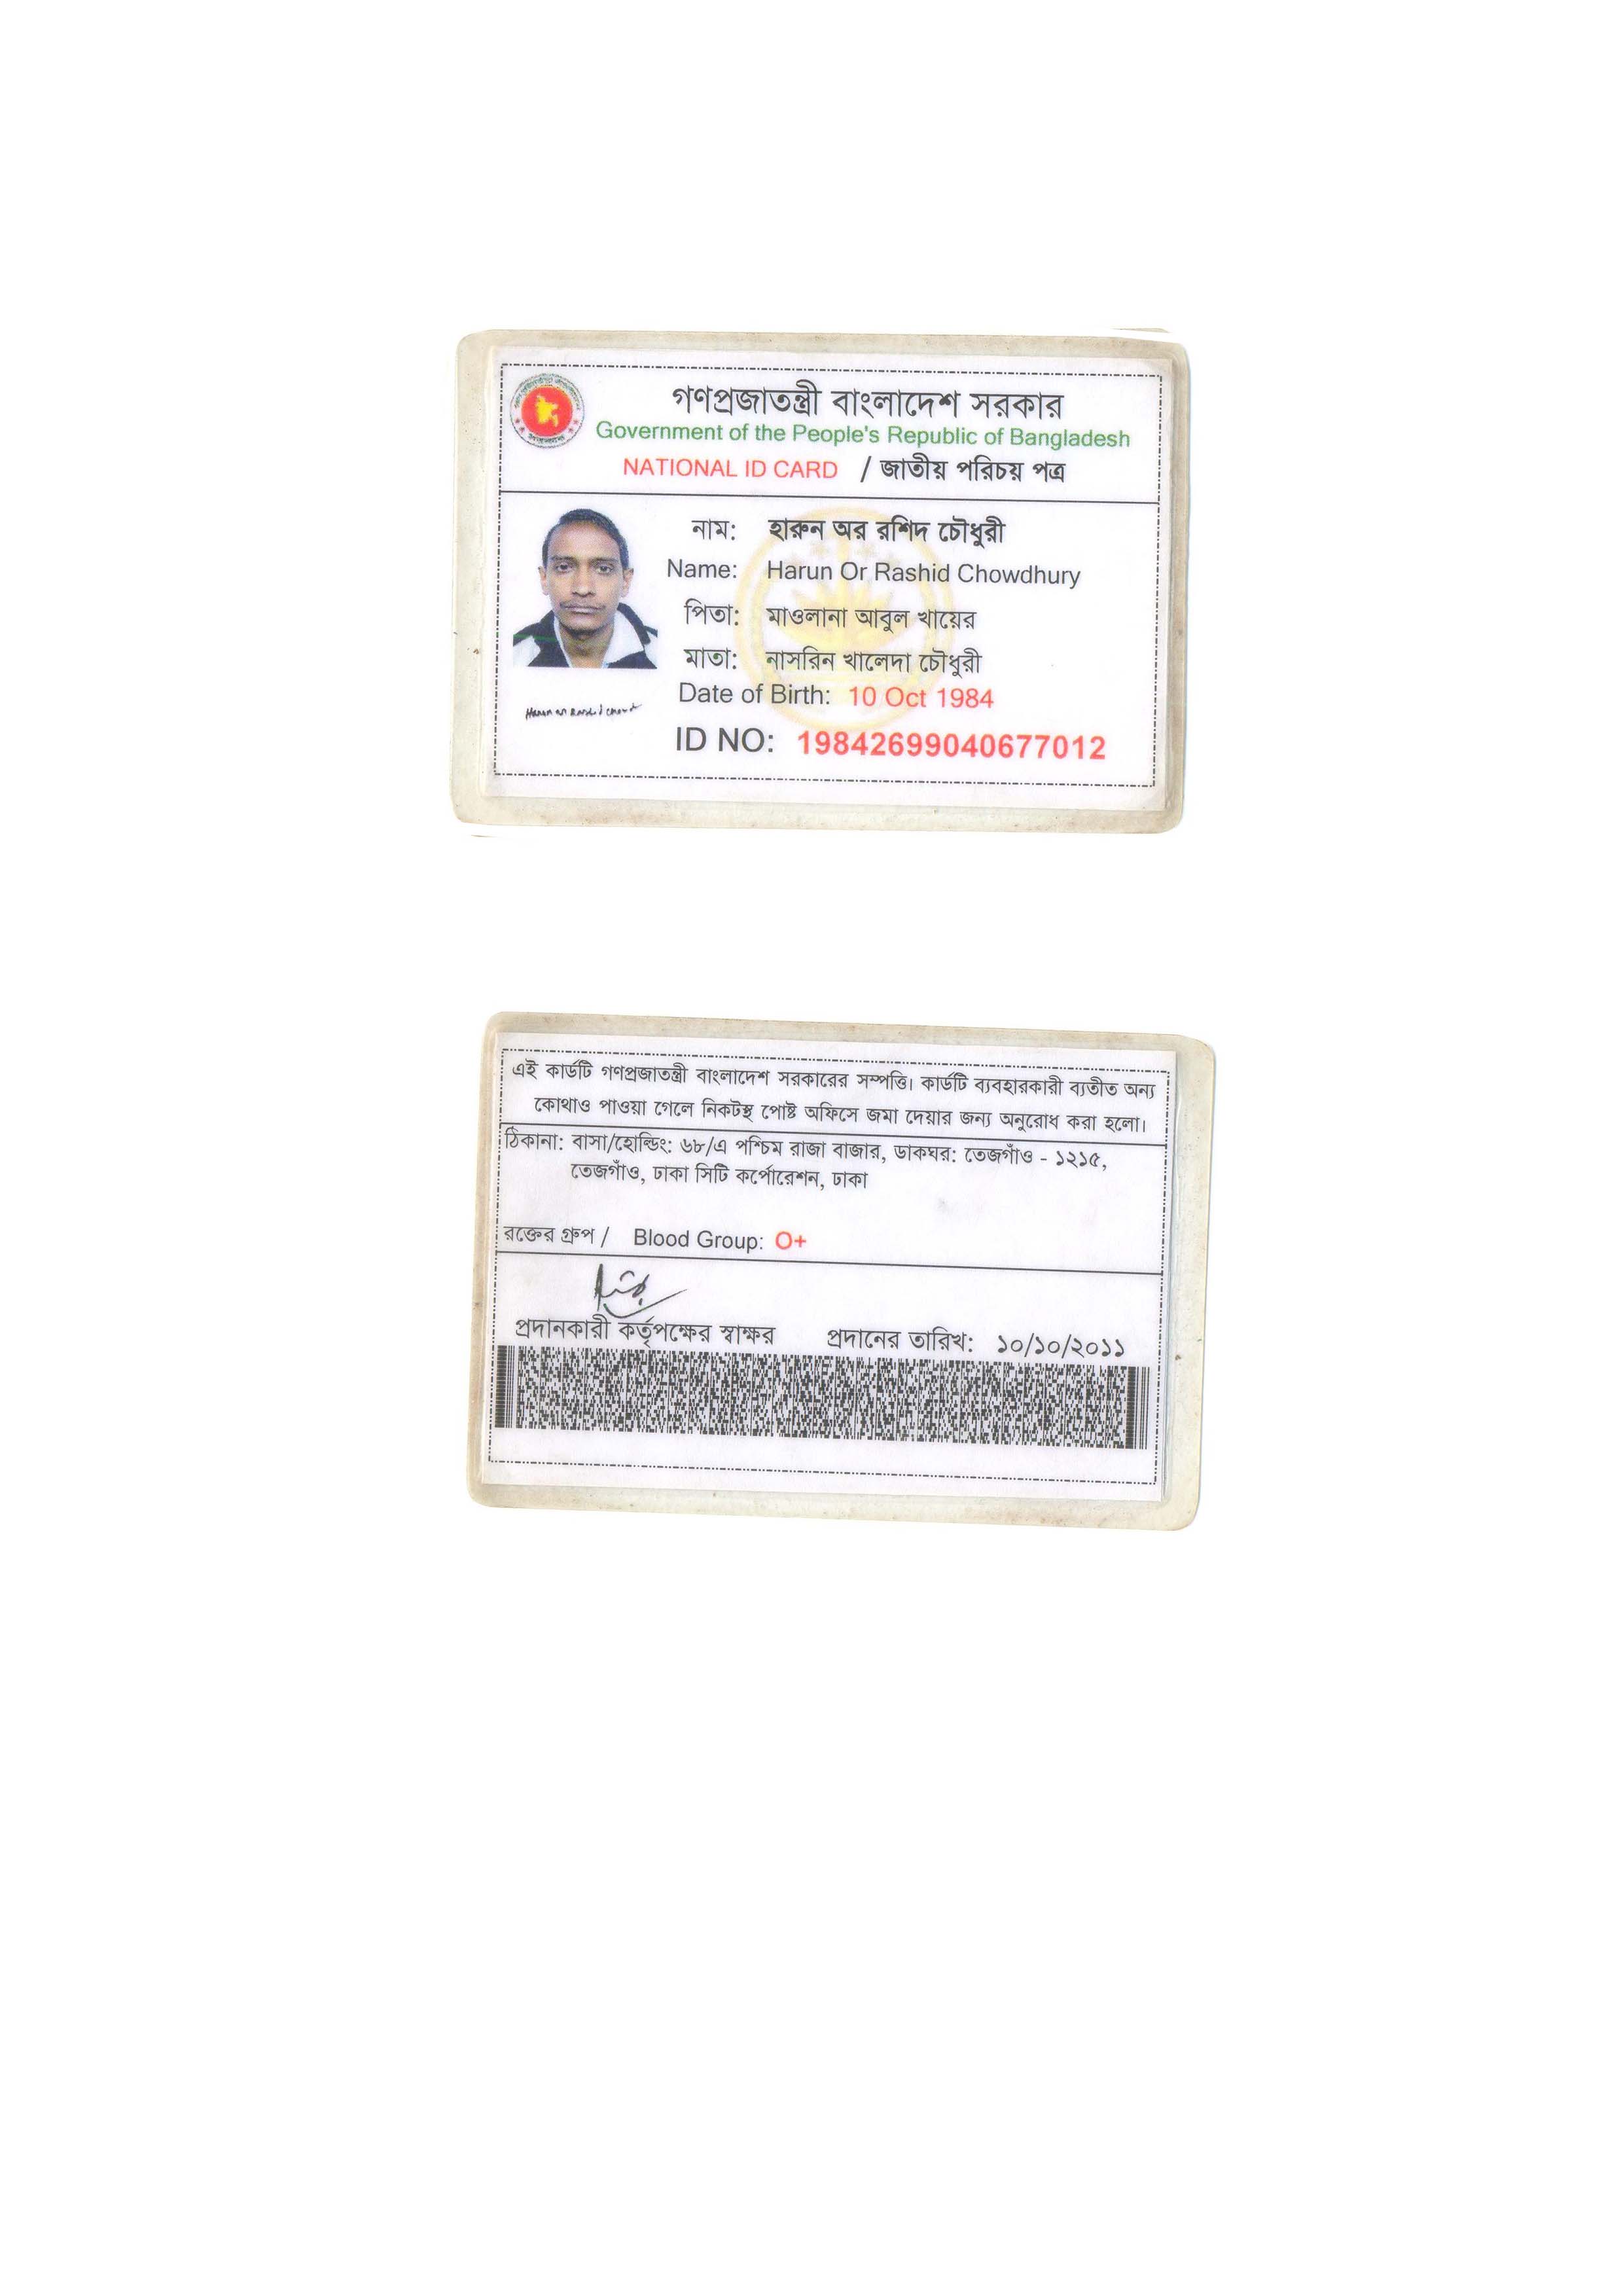 গণপ্রজাতন্ত্রী বাংলাদেশ সরকার
Government of the People's Republic of Bangladesh
NATIONAL ID CARD / জাতীয় পরিচয় পত্র
নাম: হারুন অর রশিদ চৌধুরী
Name: Harun Or Rashid Chowdhury
পিতা: মাওলানা আবুল খায়ের
মাতা: নাসরিন খালেদা চৌধুরী
Date of Birth: 10 Oct 1984
ID NO: 19842699040677012
এই কার্ডটি গণপ্রজাতন্ত্রী বাংলাদেশ সরকারের সম্পত্তি। কার্ডটি ব্যবহারকারী ব্যতীত অন্য
কোথাও পাওয়া গেলে নিকটস্থ পোষ্ট অফিসে জমা দেয়ার জন্য অনুরোধ করা হলো।
ঠিকানা: বাসা/হোল্ডিং: ৬৮/এ পশ্চিম রাজা বাজার, ডাকঘর: তেজগাঁও - ১২১৫,
তেজগাঁও, ঢাকা সিটি কর্পোরেশন, ঢাকা
রক্তের গ্রুপ / Blood Group: O+
প্রদানকারী কর্তৃপক্ষের স্বাক্ষর প্রদানের তারিখ: ১০/১০/২০১১